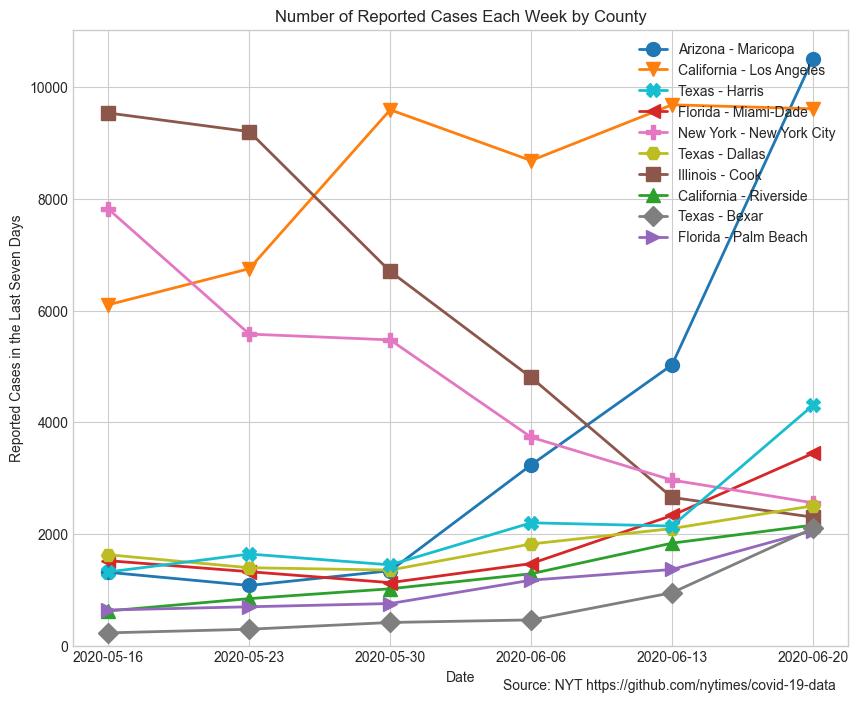 Number of Reported Cases Each Week by County
Arizona - Maricopa
California - Los Angeles
Texas - Harris
Florida - Miami-Dade
New York - New York City
Texas - Dallas
Illinois - Cook
California - Riverside
Texas - Bexar
Florida - Palm Beach
Reported Cases in the Last Seven Days
10000
8000
6000
4000
2000
0
2020-05-16 2020-05-23 2020-05-30 2020-06-06 2020-06-13 2020-06-20
Date
Source: NYT https://github.com/nytimes/covid-19-data